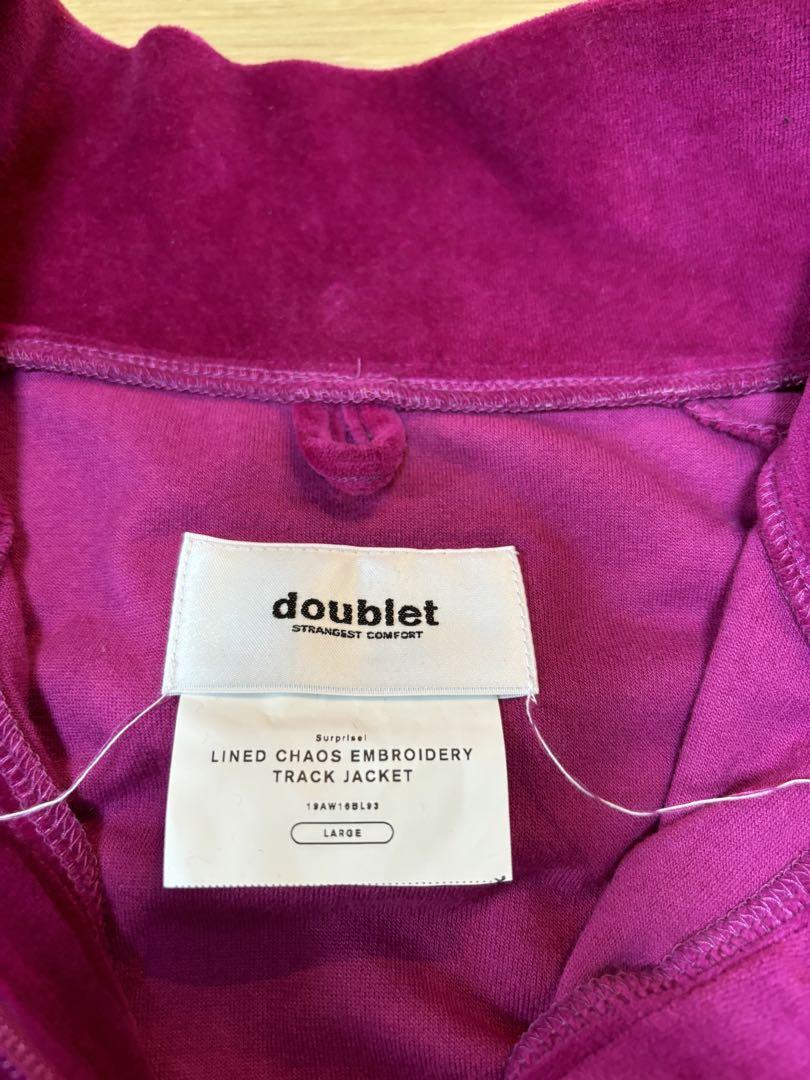 doublet
STRANGEST COMFORT
Surprise!
LINED CHAOS EMBROIDERY
TRACK JACKET
19AW16BL93
LARGE